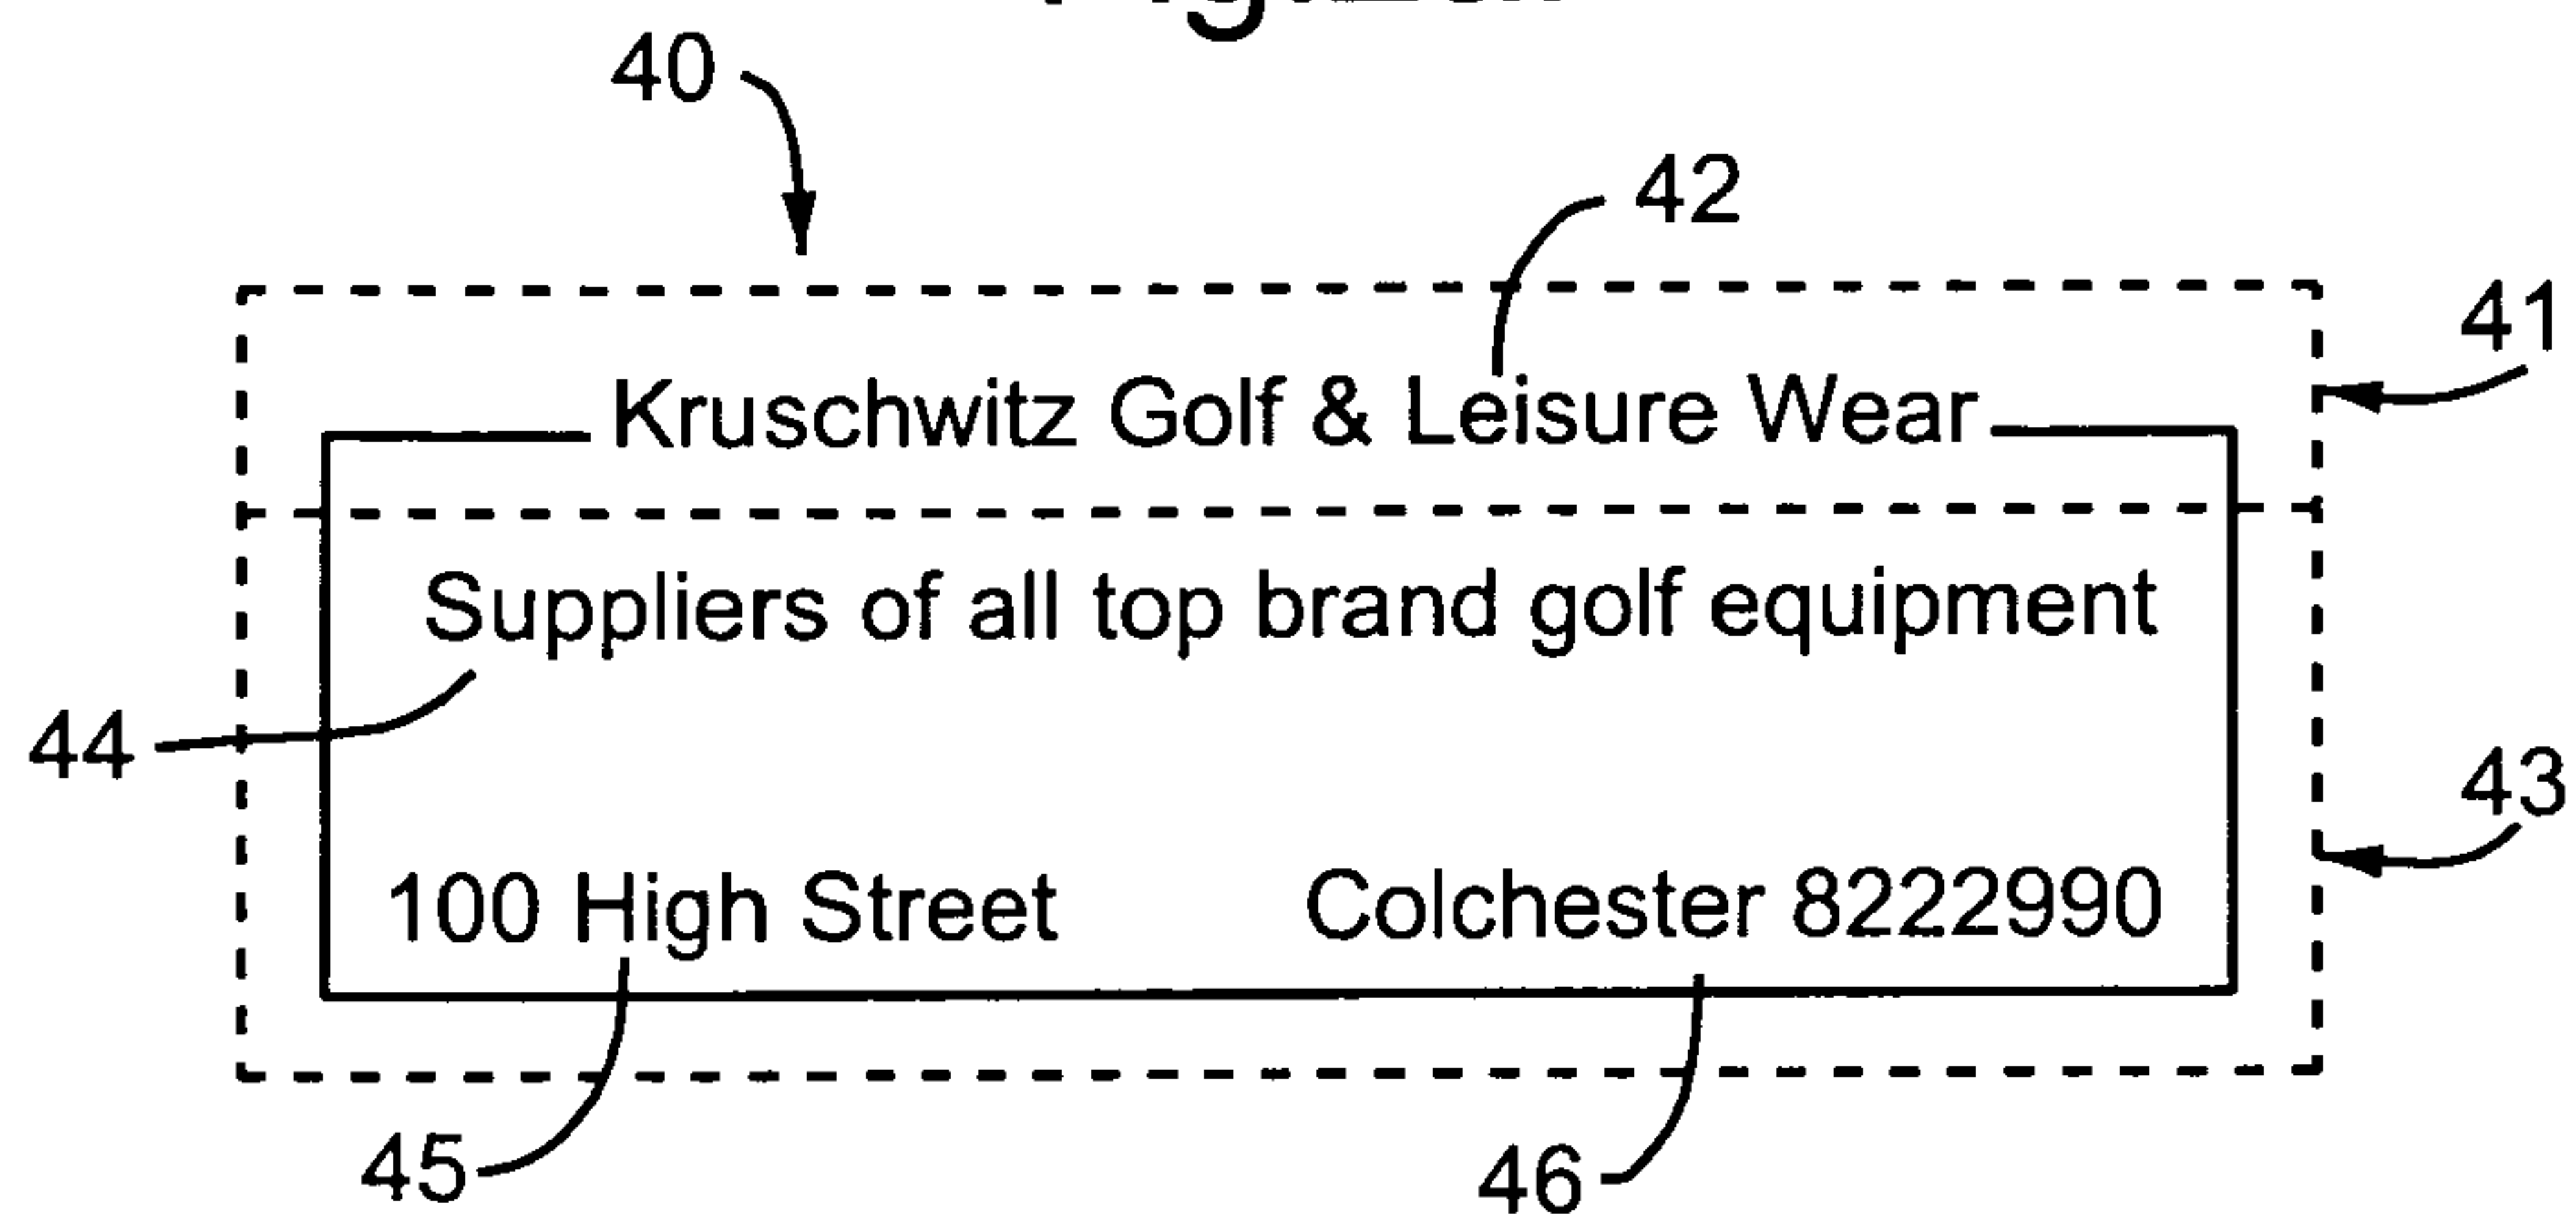 40
42
41
Kruschwitz Golf & Leisure Wear
Suppliers of all top brand golf equipment
44
43
100 High Street Colchester 8222990
45
46